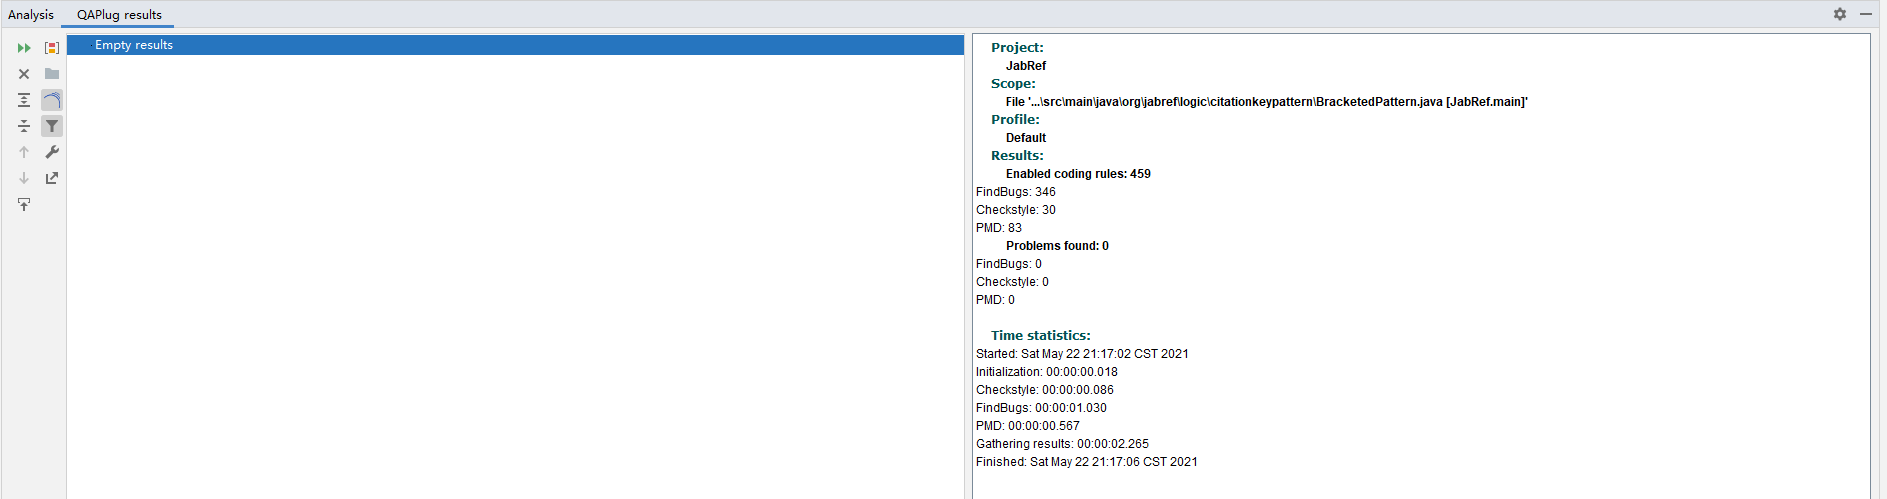 Analysis QAPlug results
Empty results
Project:
JabRef
Scope:
File '...\src\main\java\org\jabref\logic\citationkeypattern\BracketedPattern.java [JabRef.main]'
Profile:
Default
Results:
Enabled coding rules: 459
FindBugs: 346
Checkstyle: 30
PMD: 83
Problems found: 0
FindBugs: 0
Checkstyle: 0
PMD: 0
Time statistics:
Started: Sat May 22 21:17:02 CST 2021
Initialization: 00:00:00.018
Checkstyle: 00:00:00.086
FindBugs: 00:00:01.030
PMD: 00:00:00.567
Gathering results: 00:00:02.265
Finished: Sat May 22 21:17:06 CST 2021